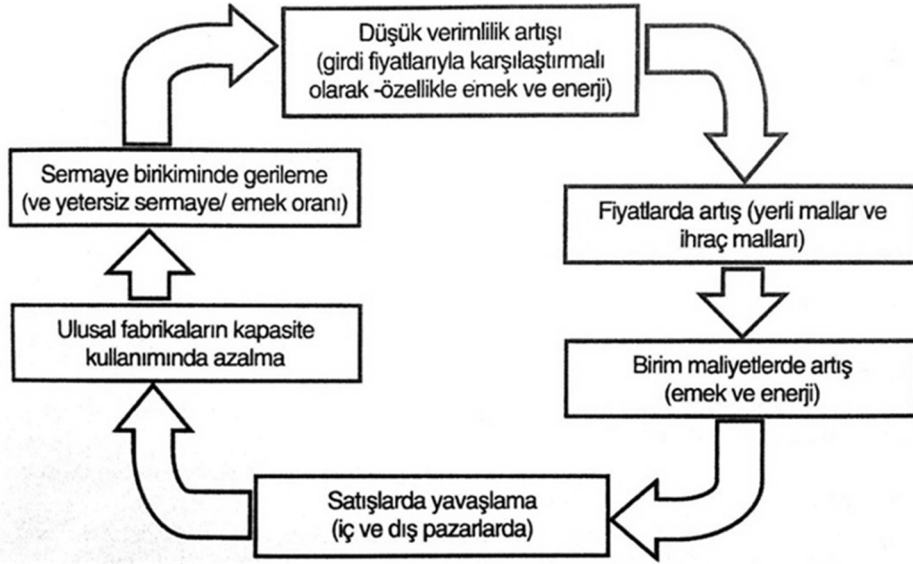 Düşük verimlilik artışı
(girdi fiyatlarıyla karşılaştırmalı
olarak -özellikle emek ve enerji)
Fiyatlarda artış (yerli mallar ve
ihraç malları)
Birim maliyetlerde artış
(emek ve enerji)
Satışlarda yavaşlama
(iç ve dış pazarlarda)
Ulusal fabrikaların kapasite
kullanımında azalma
Sermaye birikiminde gerileme
(ve yetersiz sermaye/ emek oranı)